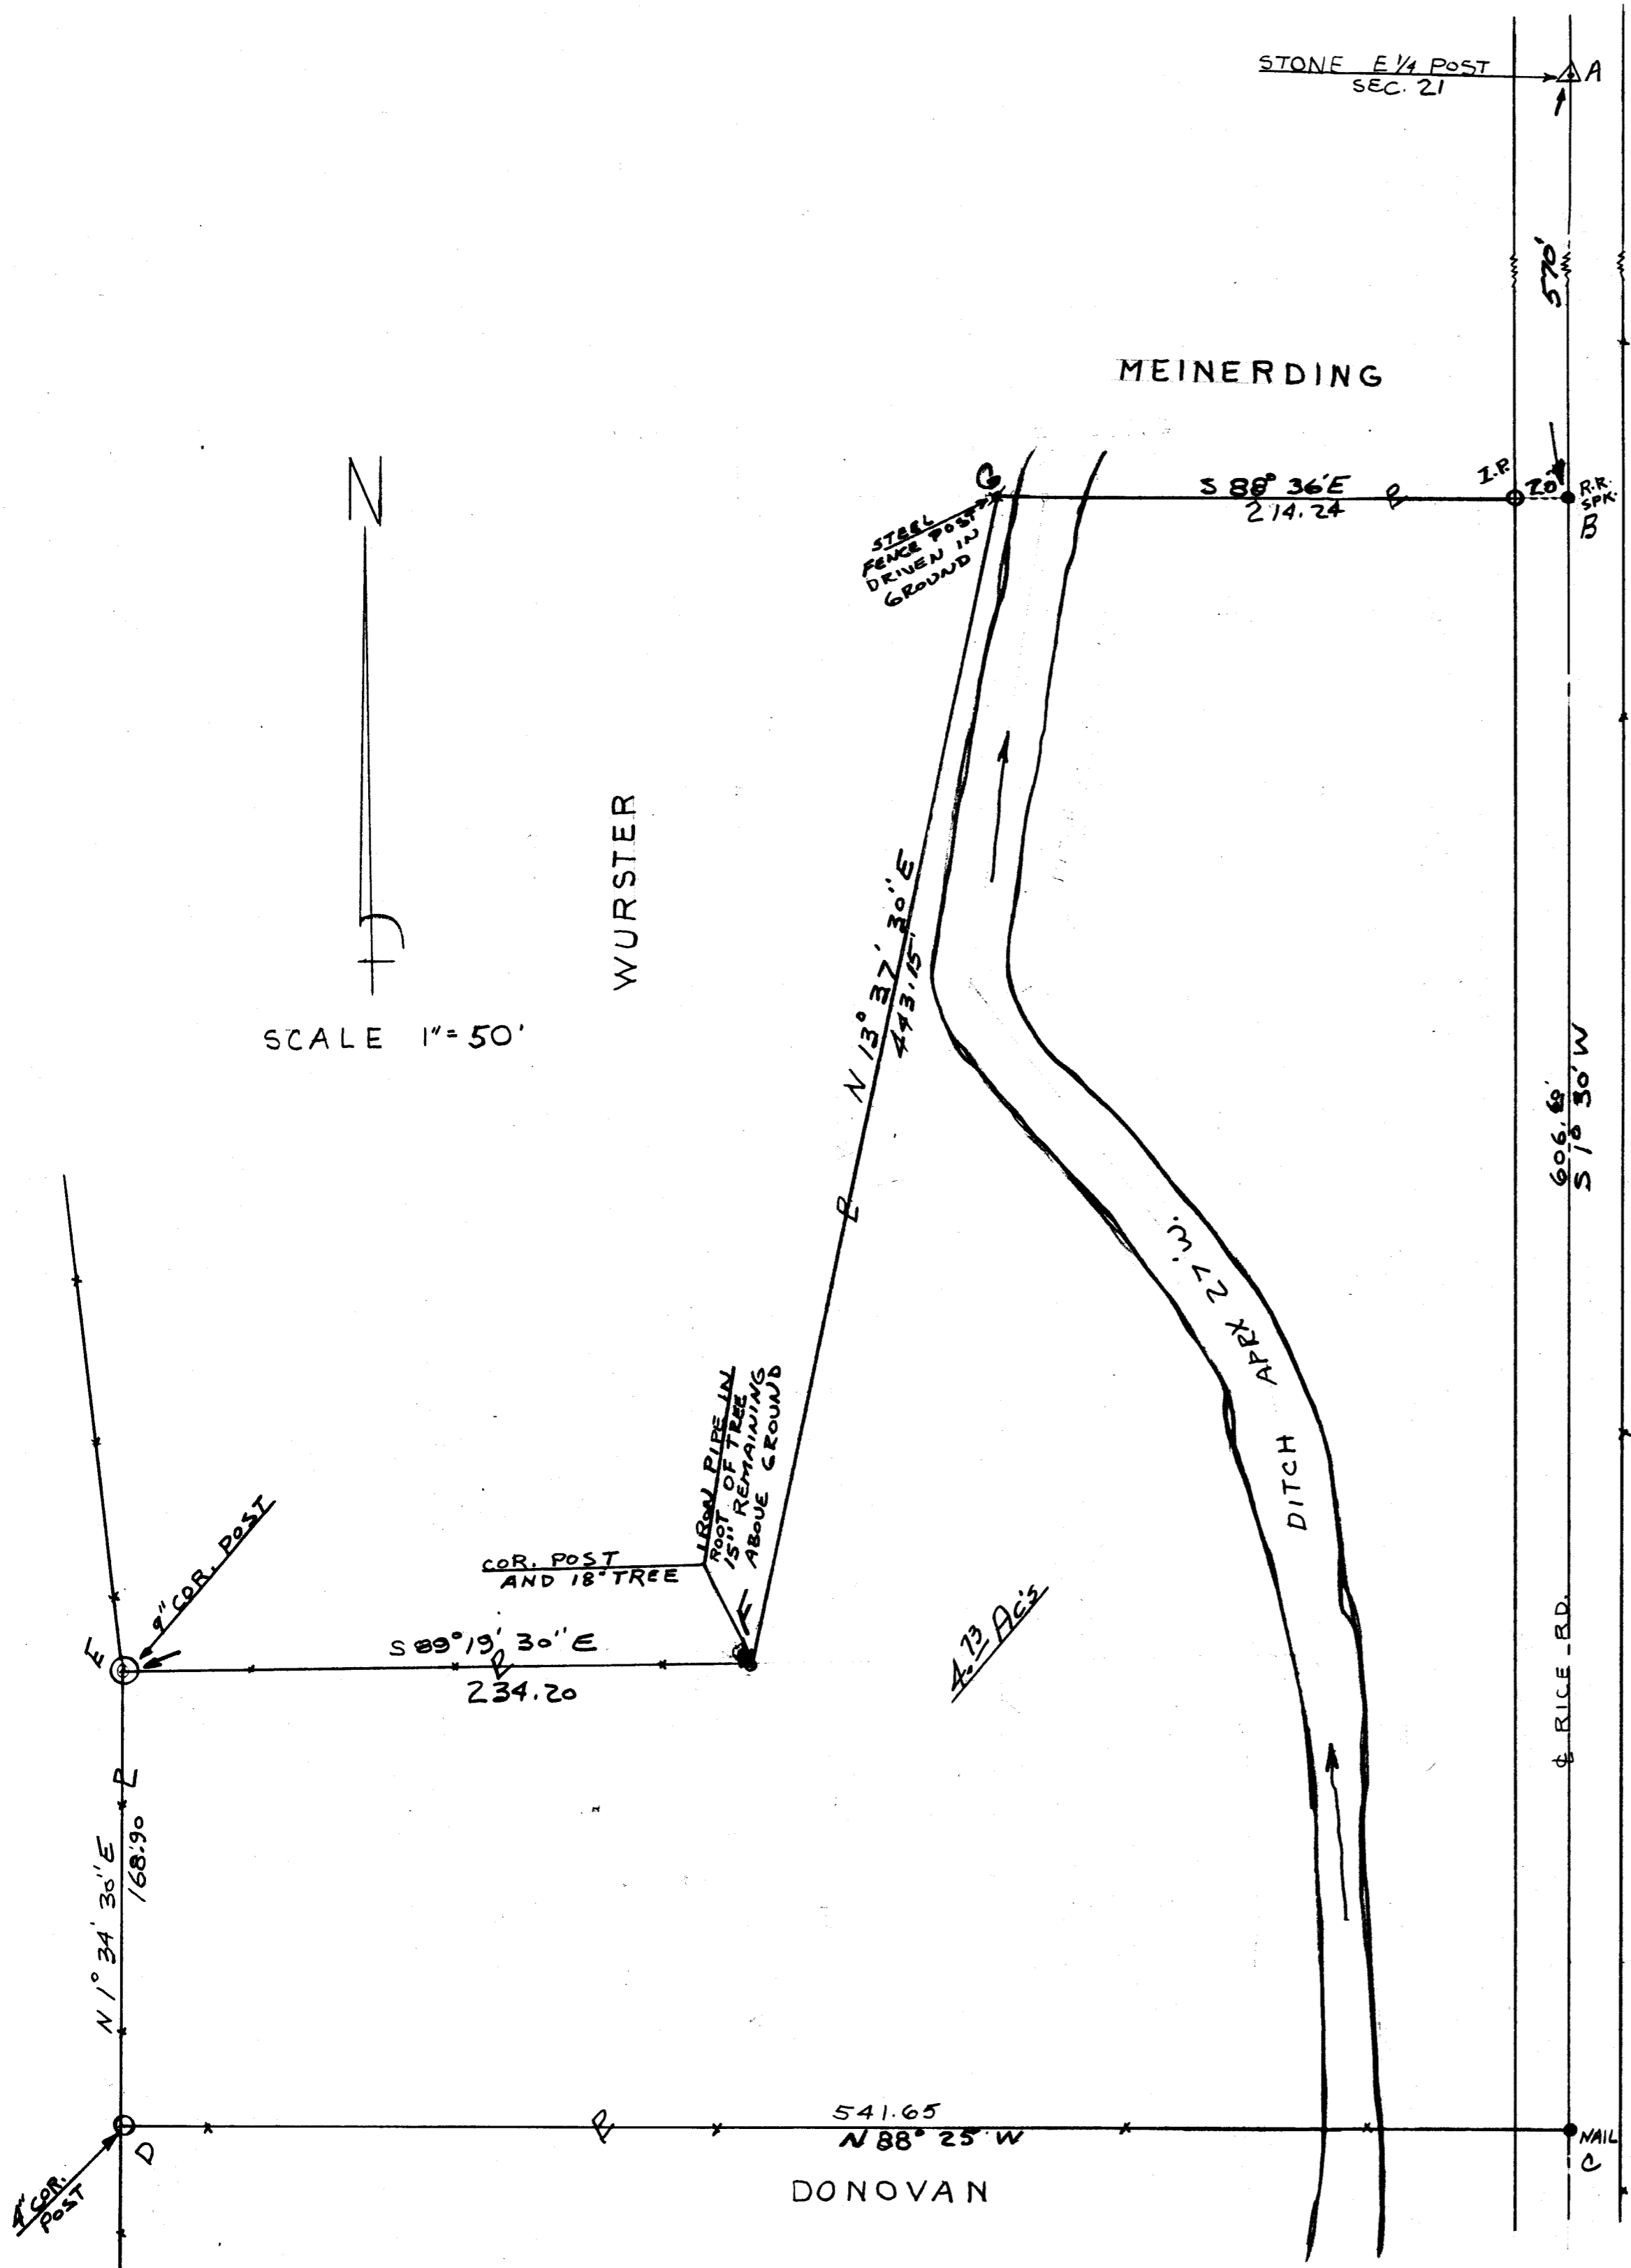 STONE E 1/4 POST
SEC. 21
A
570'
MEINERDING
N
G
S 88° 36' E
214.24
I.P.
20'
R.R.
SPK.
B
STEEL
FENCE POST
DRIVEN IN
GROUND
WURSTER
SCALE 1" = 50'
N 13° 37' 30" E
443.15'
606.60'
S 1° 30' W
DITCH APRX 27' W.
IRON PIPE IN
ROOT OF TREE
15" REMAINING
ABOVE GROUND
COR. POST
AND 18" TREE
F
9" COR. POST
E
S 89° 19' 30" E
234.20
4.73 Ac's
℄ RICE RD.
N 1° 34' 30" E
168.90
541.65
N 88° 25' W
NAIL
C
D
4" COR.
POST
DONOVAN